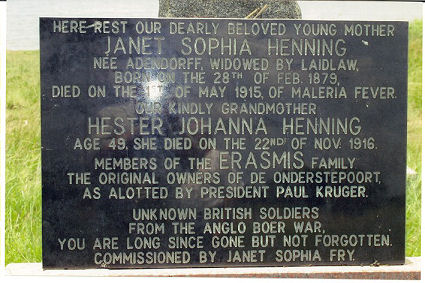 HERE REST OUR DEARLY BELOVED YOUNG MOTHER
JANET SOPHIA HENNING
NÉE ADENDORFF, WIDOWED BY LAIDLAW,
BORN ON THE 28TH OF FEB. 1879,
DIED ON THE OF MAY 1915, OF MALERIA FEVER.
OUR KINDLY GRANDMOTHER
HESTER JOHANNA HENNING
AGE 49, SHE DIED ON THE 22ND OF NOV. 1916.
MEMBERS OF THE ERASMIS FAMILY
THE ORIGINAL OWNERS OF DE ONDERSTEPOORT.
AS ALOTTED BY PRESIDENT PAUL KRUGER.
UNKNOWN BRITISH SOLDIERS
FROM THE ANGLO BOER WAR,
YOU ARE LONG SINCE GONE BUT NOT FORGOTTEN.
COMMISSIONED BY JANET SOPHIA FRY.